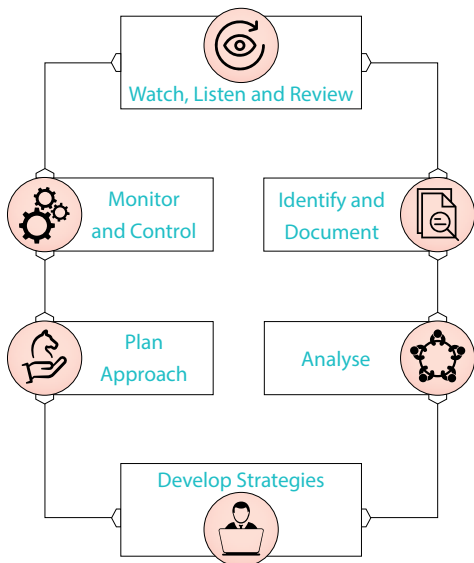 Watch, Listen and Review
Monitor
and Control
Identify and
Document
Plan
Approach
Analyse
Develop Strategies